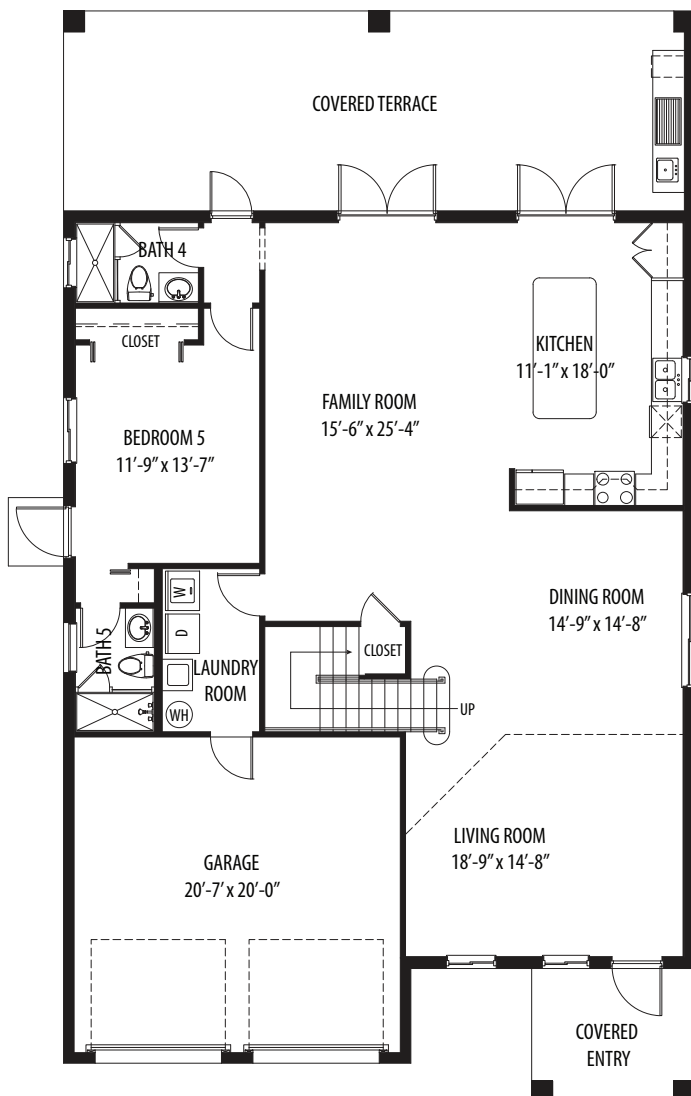 COVERED TERRACE
BATH 4
CLOSET
KITCHEN
11'-1" x 18'-0"
FAMILY ROOM
15'-6" x 25'-4"
BEDROOM 5
11'-9" x 13'-7"
W
D
BATH 5
LAUNDRY
ROOM
WH
CLOSET
UP
DINING ROOM
14'-9" x 14'-8"
LIVING ROOM
18'-9" x 14'-8"
GARAGE
20'-7' x 20'-0"
COVERED
ENTRY